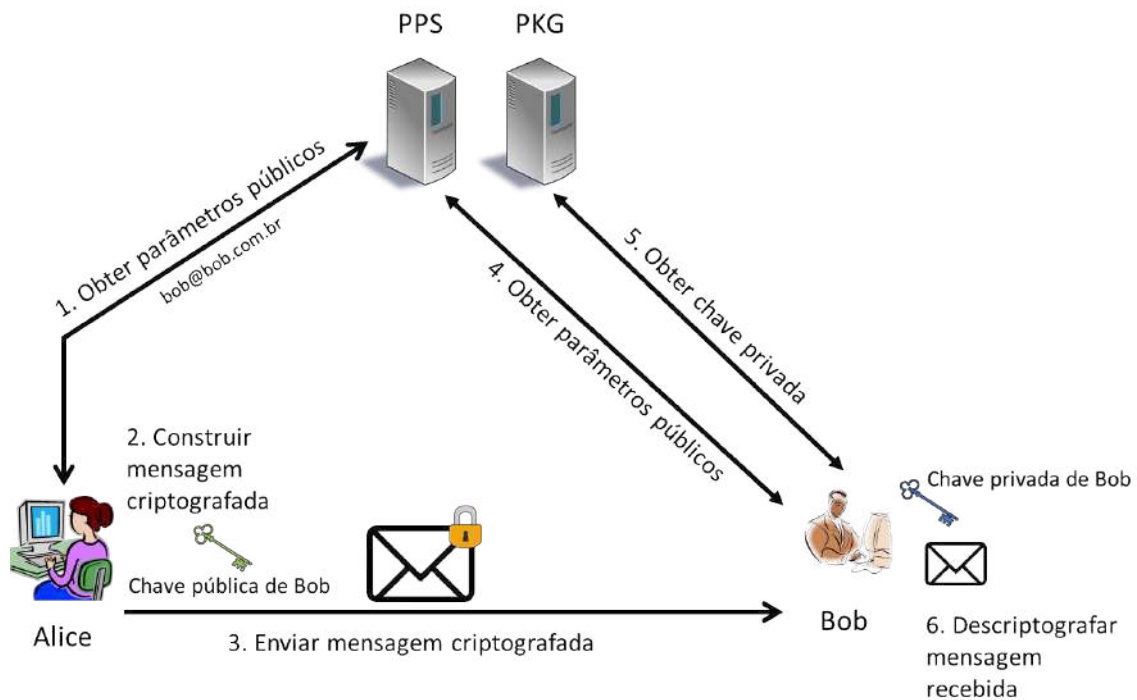 PPS
PKG
1. Obter parâmetros públicos
bob@bob.com.br
4. Obter parâmetros públicos
5. Obter chave privada
2. Construir
mensagem
criptografada
Chave pública de Bob
Alice
3. Enviar mensagem criptografada
Chave privada de Bob
Bob
6. Descriptografar
mensagem
recebida